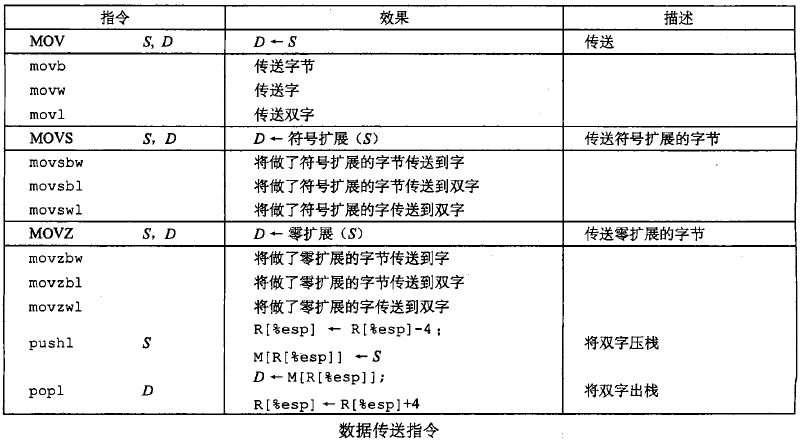 指令 效果 描述
MOV S, D D ← S 传送
movb 传送字节
movw 传送字
movl 传送双字
MOVS S, D D ← 符号扩展（S） 传送符号扩展的字节
movsbw 将做了符号扩展的字节传送到字
movsbl 将做了符号扩展的字节传送到双字
movswl 将做了符号扩展的字传送到双字
MOVZ S, D D ← 零扩展（S） 传送零扩展的字节
movzbw 将做了零扩展的字节传送到字
movzbl 将做了零扩展的字节传送到双字
movzwl 将做了零扩展的字传送到双字
R[%esp] ← R[%esp]-4;
pushl S 将双字压栈
M[R[%esp]] ← S
D ← M[R[%esp]];
popl D 将双字出栈
R[%esp] ← R[%esp]+4
数据传送指令